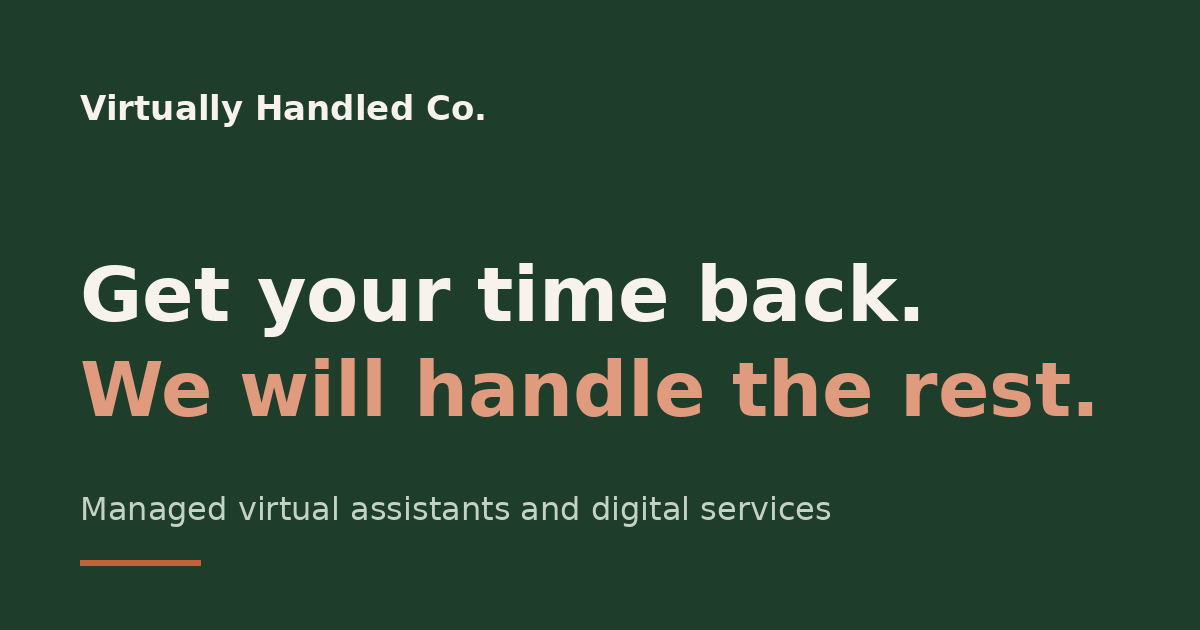 Virtually Handled Co.
Get your time back.
We will handle the rest.
Managed virtual assistants and digital services